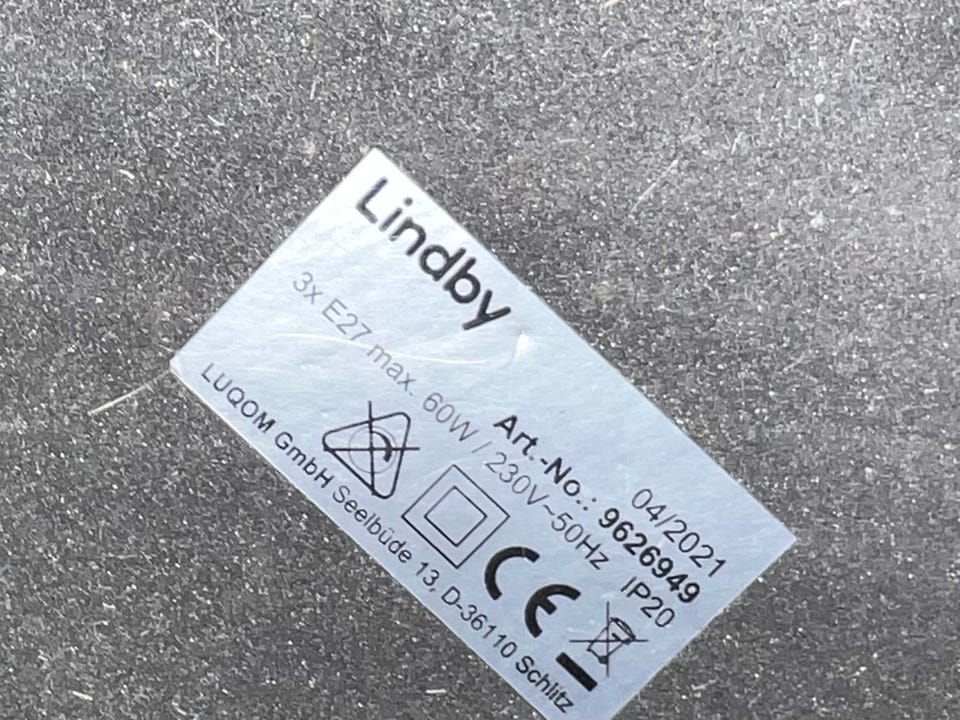 Lindby
04/2021
Art.-No.: 9626949
3x E27 max. 60W / 230V~50Hz IP20
CE
LUQOM GmbH Seelbüde 13, D-36110 Schlitz